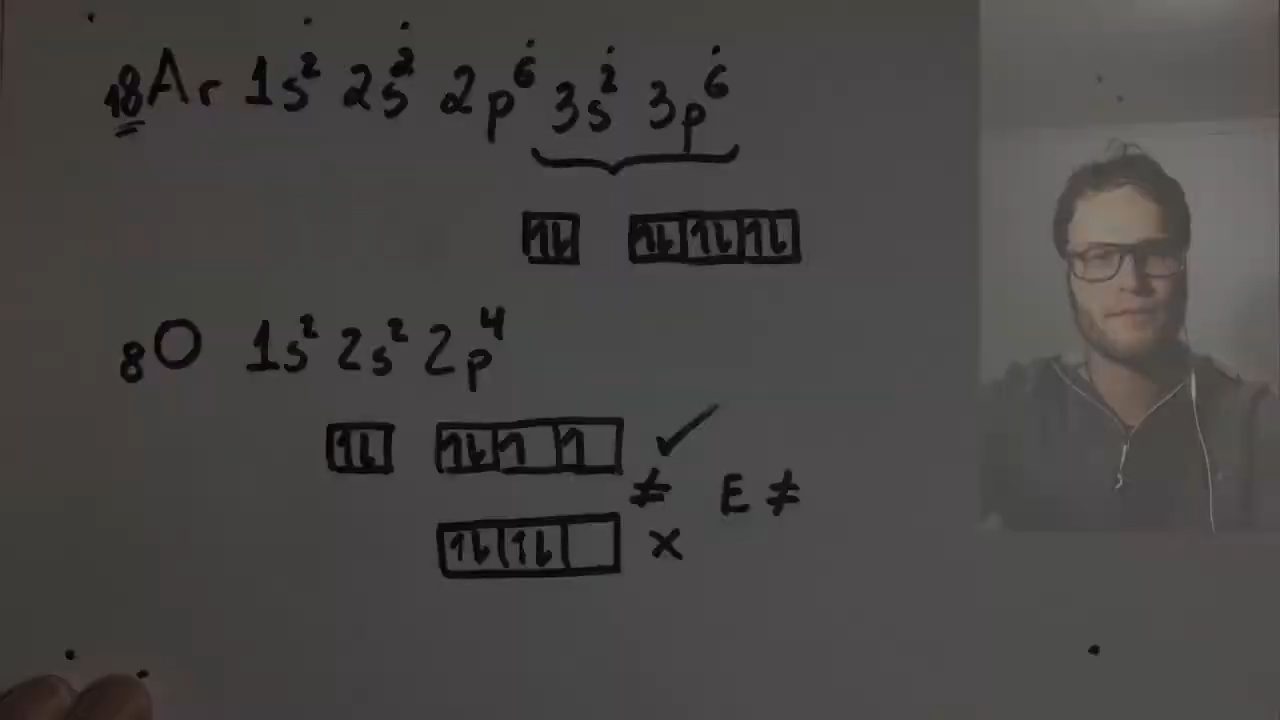 18Ar 1s² 2s² 2p⁶ 3s² 3p⁶
↑↓ ↑↓ ↑↓ ↑↓
8O 1s² 2s² 2p⁴
↑↓ ↑↓ ↑ ↑ ✓
≠ E ≠
↑↓ ↑↓ ×